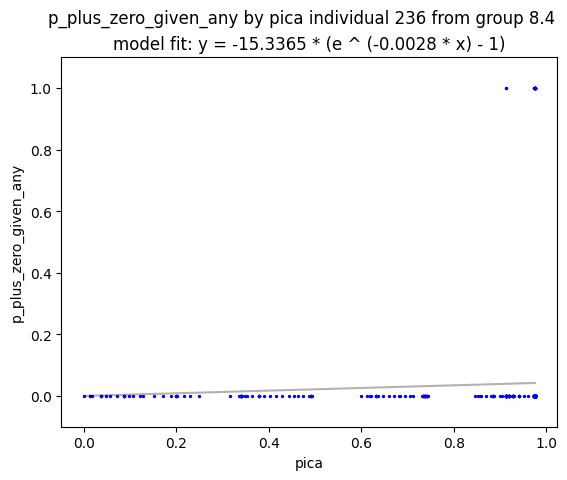 p_plus_zero_given_any by pica individual 236 from group 8.4
model fit: y = -15.3365 * (e ^ (-0.0028 * x) - 1)
1.0
0.8
0.6
0.4
0.2
0.0
p_plus_zero_given_any
0.0 0.2 0.4 0.6 0.8 1.0
pica